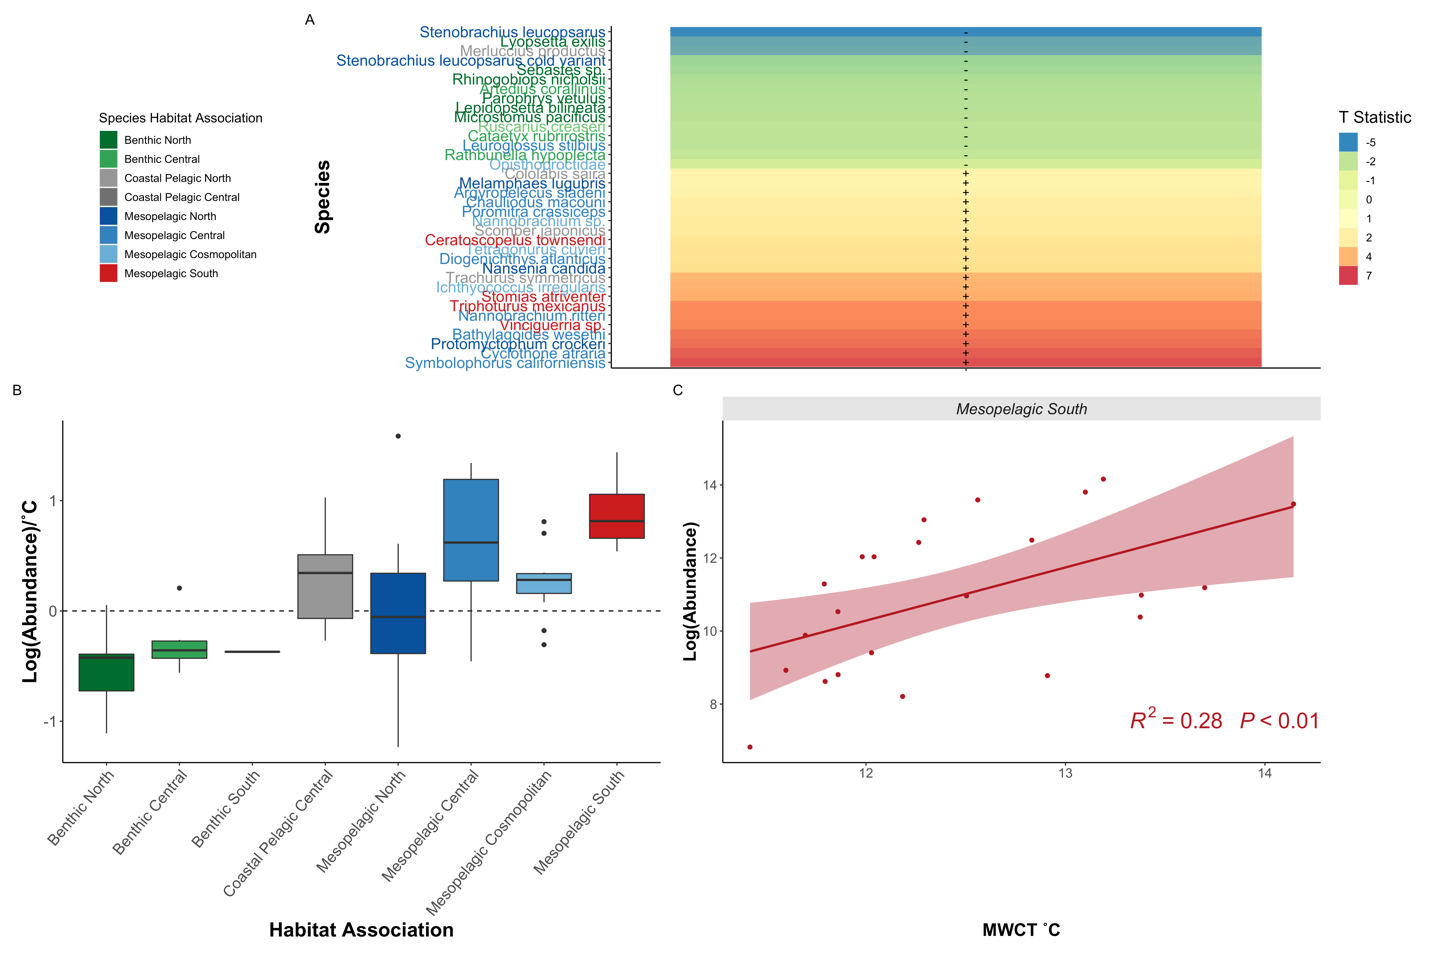 A
Stenobrachius leucopsarus
Lyopsetta exilis
Merluccius productus
Stenobrachius leucopsarus cold variant
Sebastes sp.
Rhinogobiops nicholsii
Artedius corallinus
Parophrys vetulus
Lepidopsetta bilineata
Microstomus pacificus
Ruscarius creaseri
Cataetyx rubrirostris
Leuroglossus stilbius
Rathbunella hypoplecta
Opisthoproctidae
Cololabis saira
Melamphaes lugubris
Argyropelecus sladeni
Chauliodus macouni
Poromitra crassiceps
Nannobrachium sp.
Scomber japonicus
Ceratoscopelus townsendi
Tetragonurus cuvieri
Diogenichthys atlanticus
Nansenia candida
Trachurus symmetricus
Ichthyococcus irregularis
Stomias atriventer
Triphoturus mexicanus
Nannobrachium ritteri
Vinciguerria sp.
Bathylagoides wesethi
Protomyctophum crockeri
Cyclothone atraria
Symbolophorus californiensis
Species
Species Habitat Association
Benthic North
Benthic Central
Coastal Pelagic North
Coastal Pelagic Central
Mesopelagic North
Mesopelagic Central
Mesopelagic Cosmopolitan
Mesopelagic South
T Statistic
-5
-2
-1
0
1
2
4
7
B
Log(Abundance)/˚C
1
0
-1
Benthic North
Benthic Central
Benthic South
Coastal Pelagic Central
Mesopelagic North
Mesopelagic Central
Mesopelagic Cosmopolitan
Mesopelagic South
Habitat Association
C
Mesopelagic South
Log(Abundance)
14
12
10
8
R² = 0.28 P < 0.01
12
13
14
MWCT ˚C